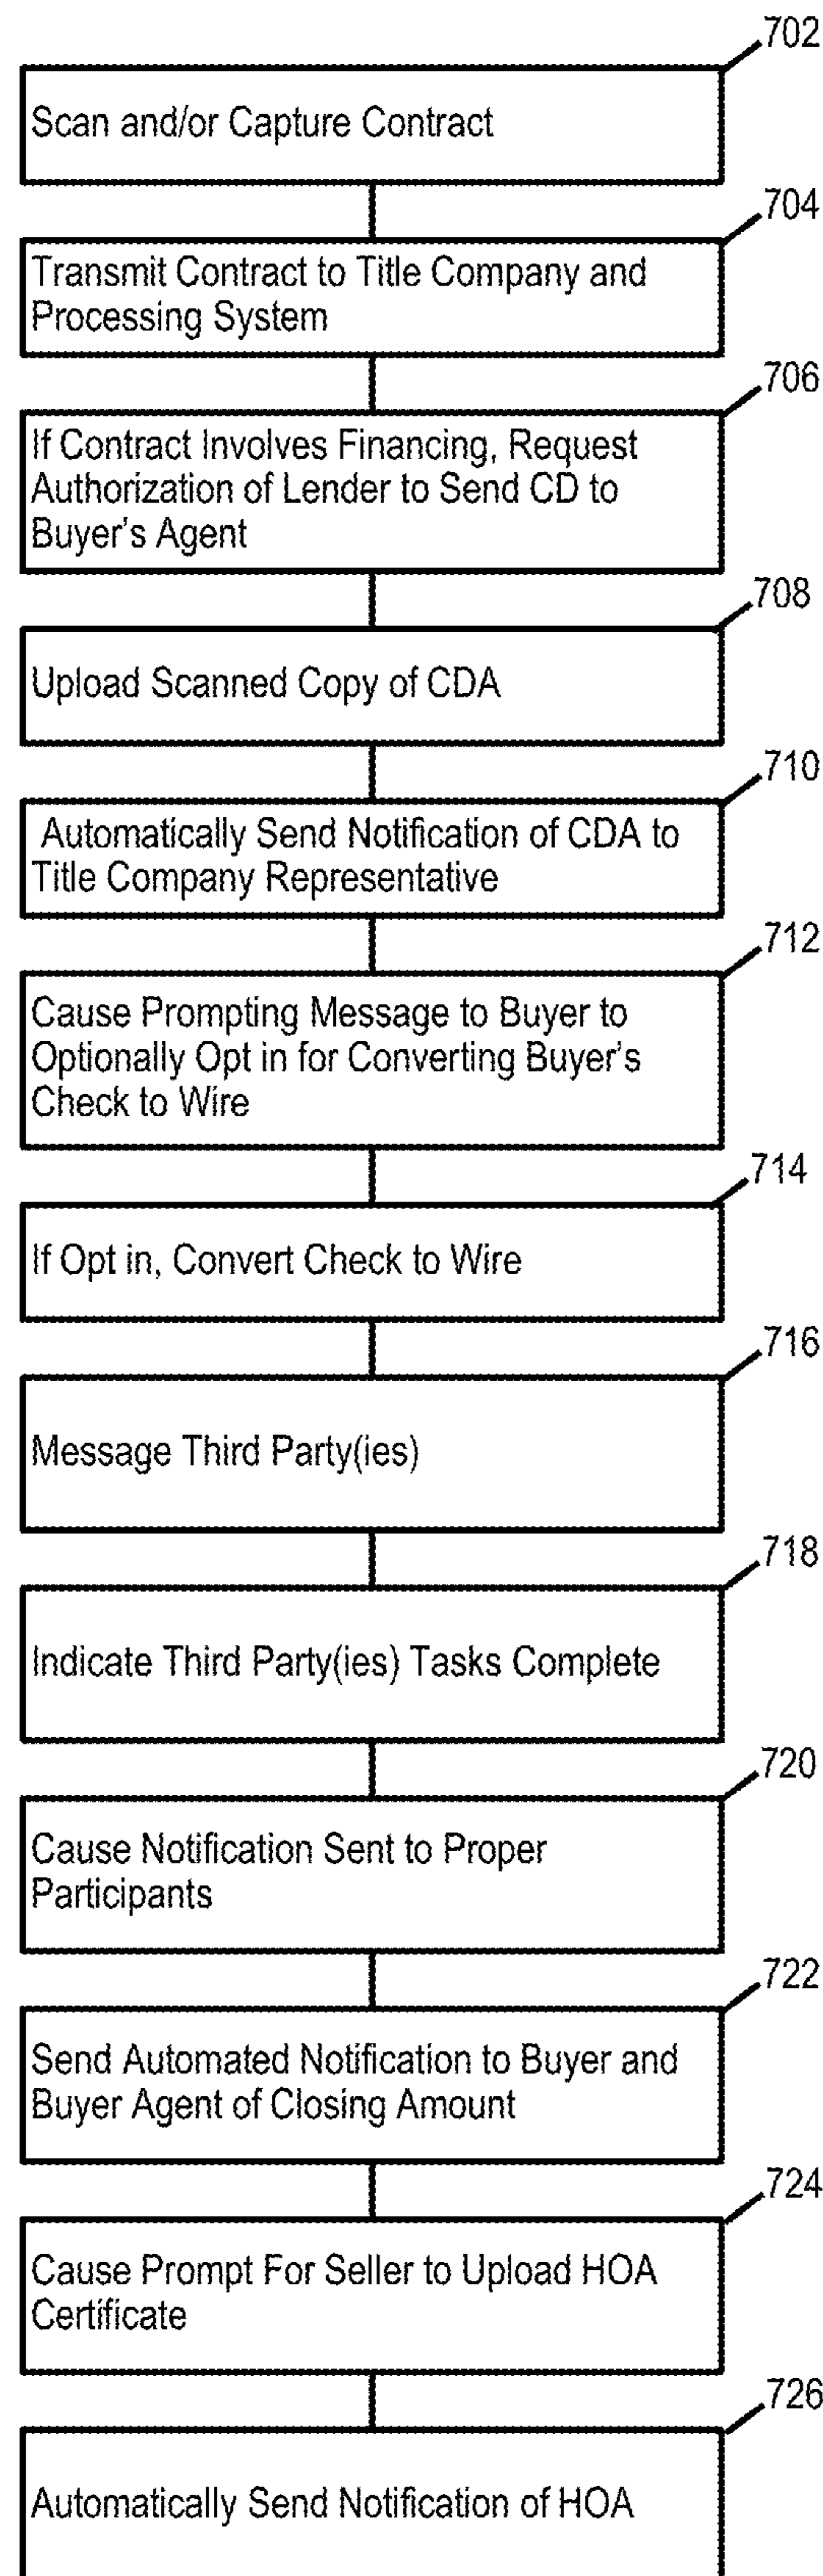 702
Scan and/or Capture Contract
704
Transmit Contract to Title Company and
Processing System
706
If Contract Involves Financing, Request
Authorization of Lender to Send CD to
Buyer's Agent
708
Upload Scanned Copy of CDA
710
Automatically Send Notification of CDA to
Title Company Representative
712
Cause Prompting Message to Buyer to
Optionally Opt in for Converting Buyer's
Check to Wire
714
If Opt in, Convert Check to Wire
716
Message Third Party(ies)
718
Indicate Third Party(ies) Tasks Complete
720
Cause Notification Sent to Proper
Participants
722
Send Automated Notification to Buyer and
Buyer Agent of Closing Amount
724
Cause Prompt For Seller to Upload HOA
Certificate
726
Automatically Send Notification of HOA